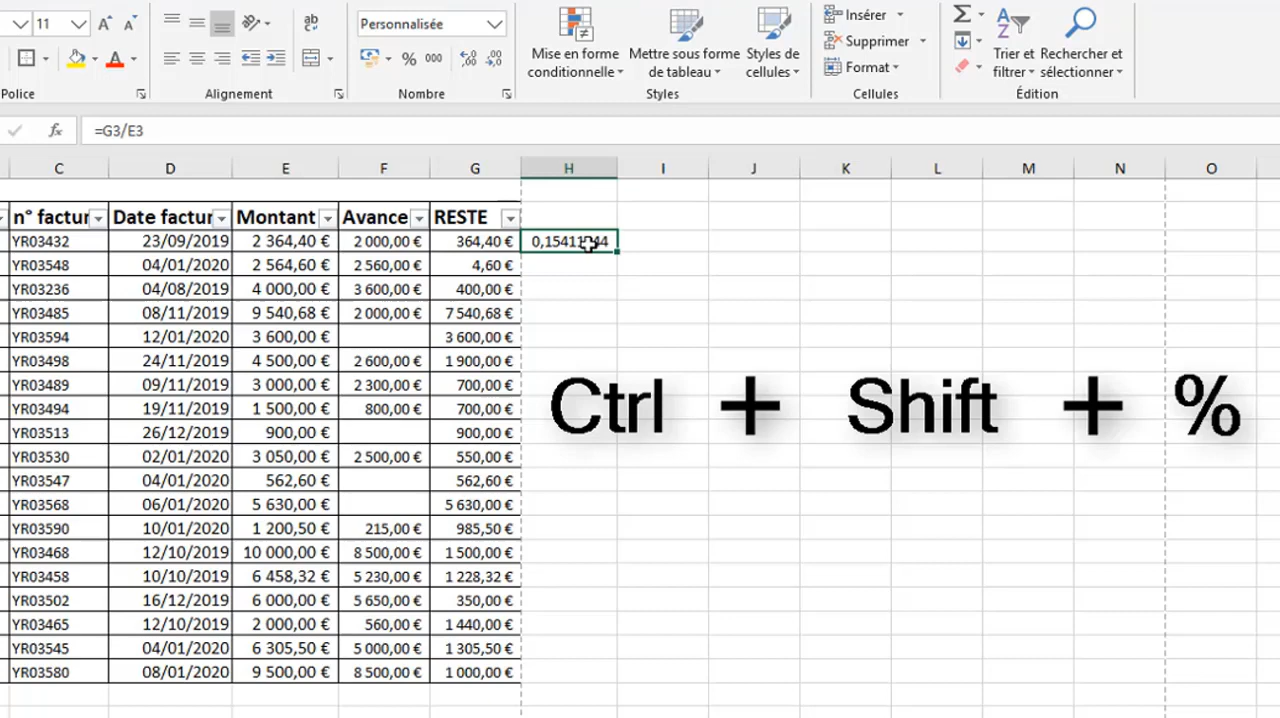 11 A A ab Personnalisée Σ
Insérer
Mise en forme Mettre sous forme Styles de
conditionnelle de tableau cellules
Supprimer
Format
Trier et Rechercher et
filtrer sélectionner
A % 000
Police Alignement Nombre Styles Cellules Édition
fx =G3/E3
C D E F G H I J K L M N O
n° factur Date factur Montant Avance RESTE
YR03432 23/09/2019 2 364,40 € 2 000,00 € 364,40 €
YR03548 04/01/2020 2 564,60 € 2 560,00 € 4,60 €
YR03236 04/08/2019 4 000,00 € 3 600,00 € 400,00 €
YR03485 08/11/2019 9 540,68 € 2 000,00 € 7 540,68 €
YR03594 12/01/2020 3 600,00 € 3 600,00 €
YR03498 24/11/2019 4 500,00 € 2 600,00 € 1 900,00 €
YR03489 09/11/2019 3 000,00 € 2 300,00 € 700,00 €
YR03494 19/11/2019 1 500,00 € 800,00 € 700,00 €
YR03513 26/12/2019 900,00 € 900,00 €
YR03530 02/01/2020 3 050,00 € 2 500,00 € 550,00 €
YR03547 04/01/2020 562,60 € 562,60 €
YR03568 06/01/2020 5 630,00 € 5 630,00 €
YR03590 10/01/2020 1 200,50 € 215,00 € 985,50 €
YR03468 12/10/2019 10 000,00 € 8 500,00 € 1 500,00 €
YR03458 10/10/2019 6 458,32 € 5 230,00 € 1 228,32 €
YR03502 16/12/2019 6 000,00 € 5 650,00 € 350,00 €
YR03465 12/10/2019 2 000,00 € 560,00 € 1 440,00 €
YR03545 04/01/2020 6 305,50 € 5 000,00 € 1 305,50 €
YR03580 08/01/2020 9 500,00 € 8 500,00 € 1 000,00 €
Ctrl + Shift + %